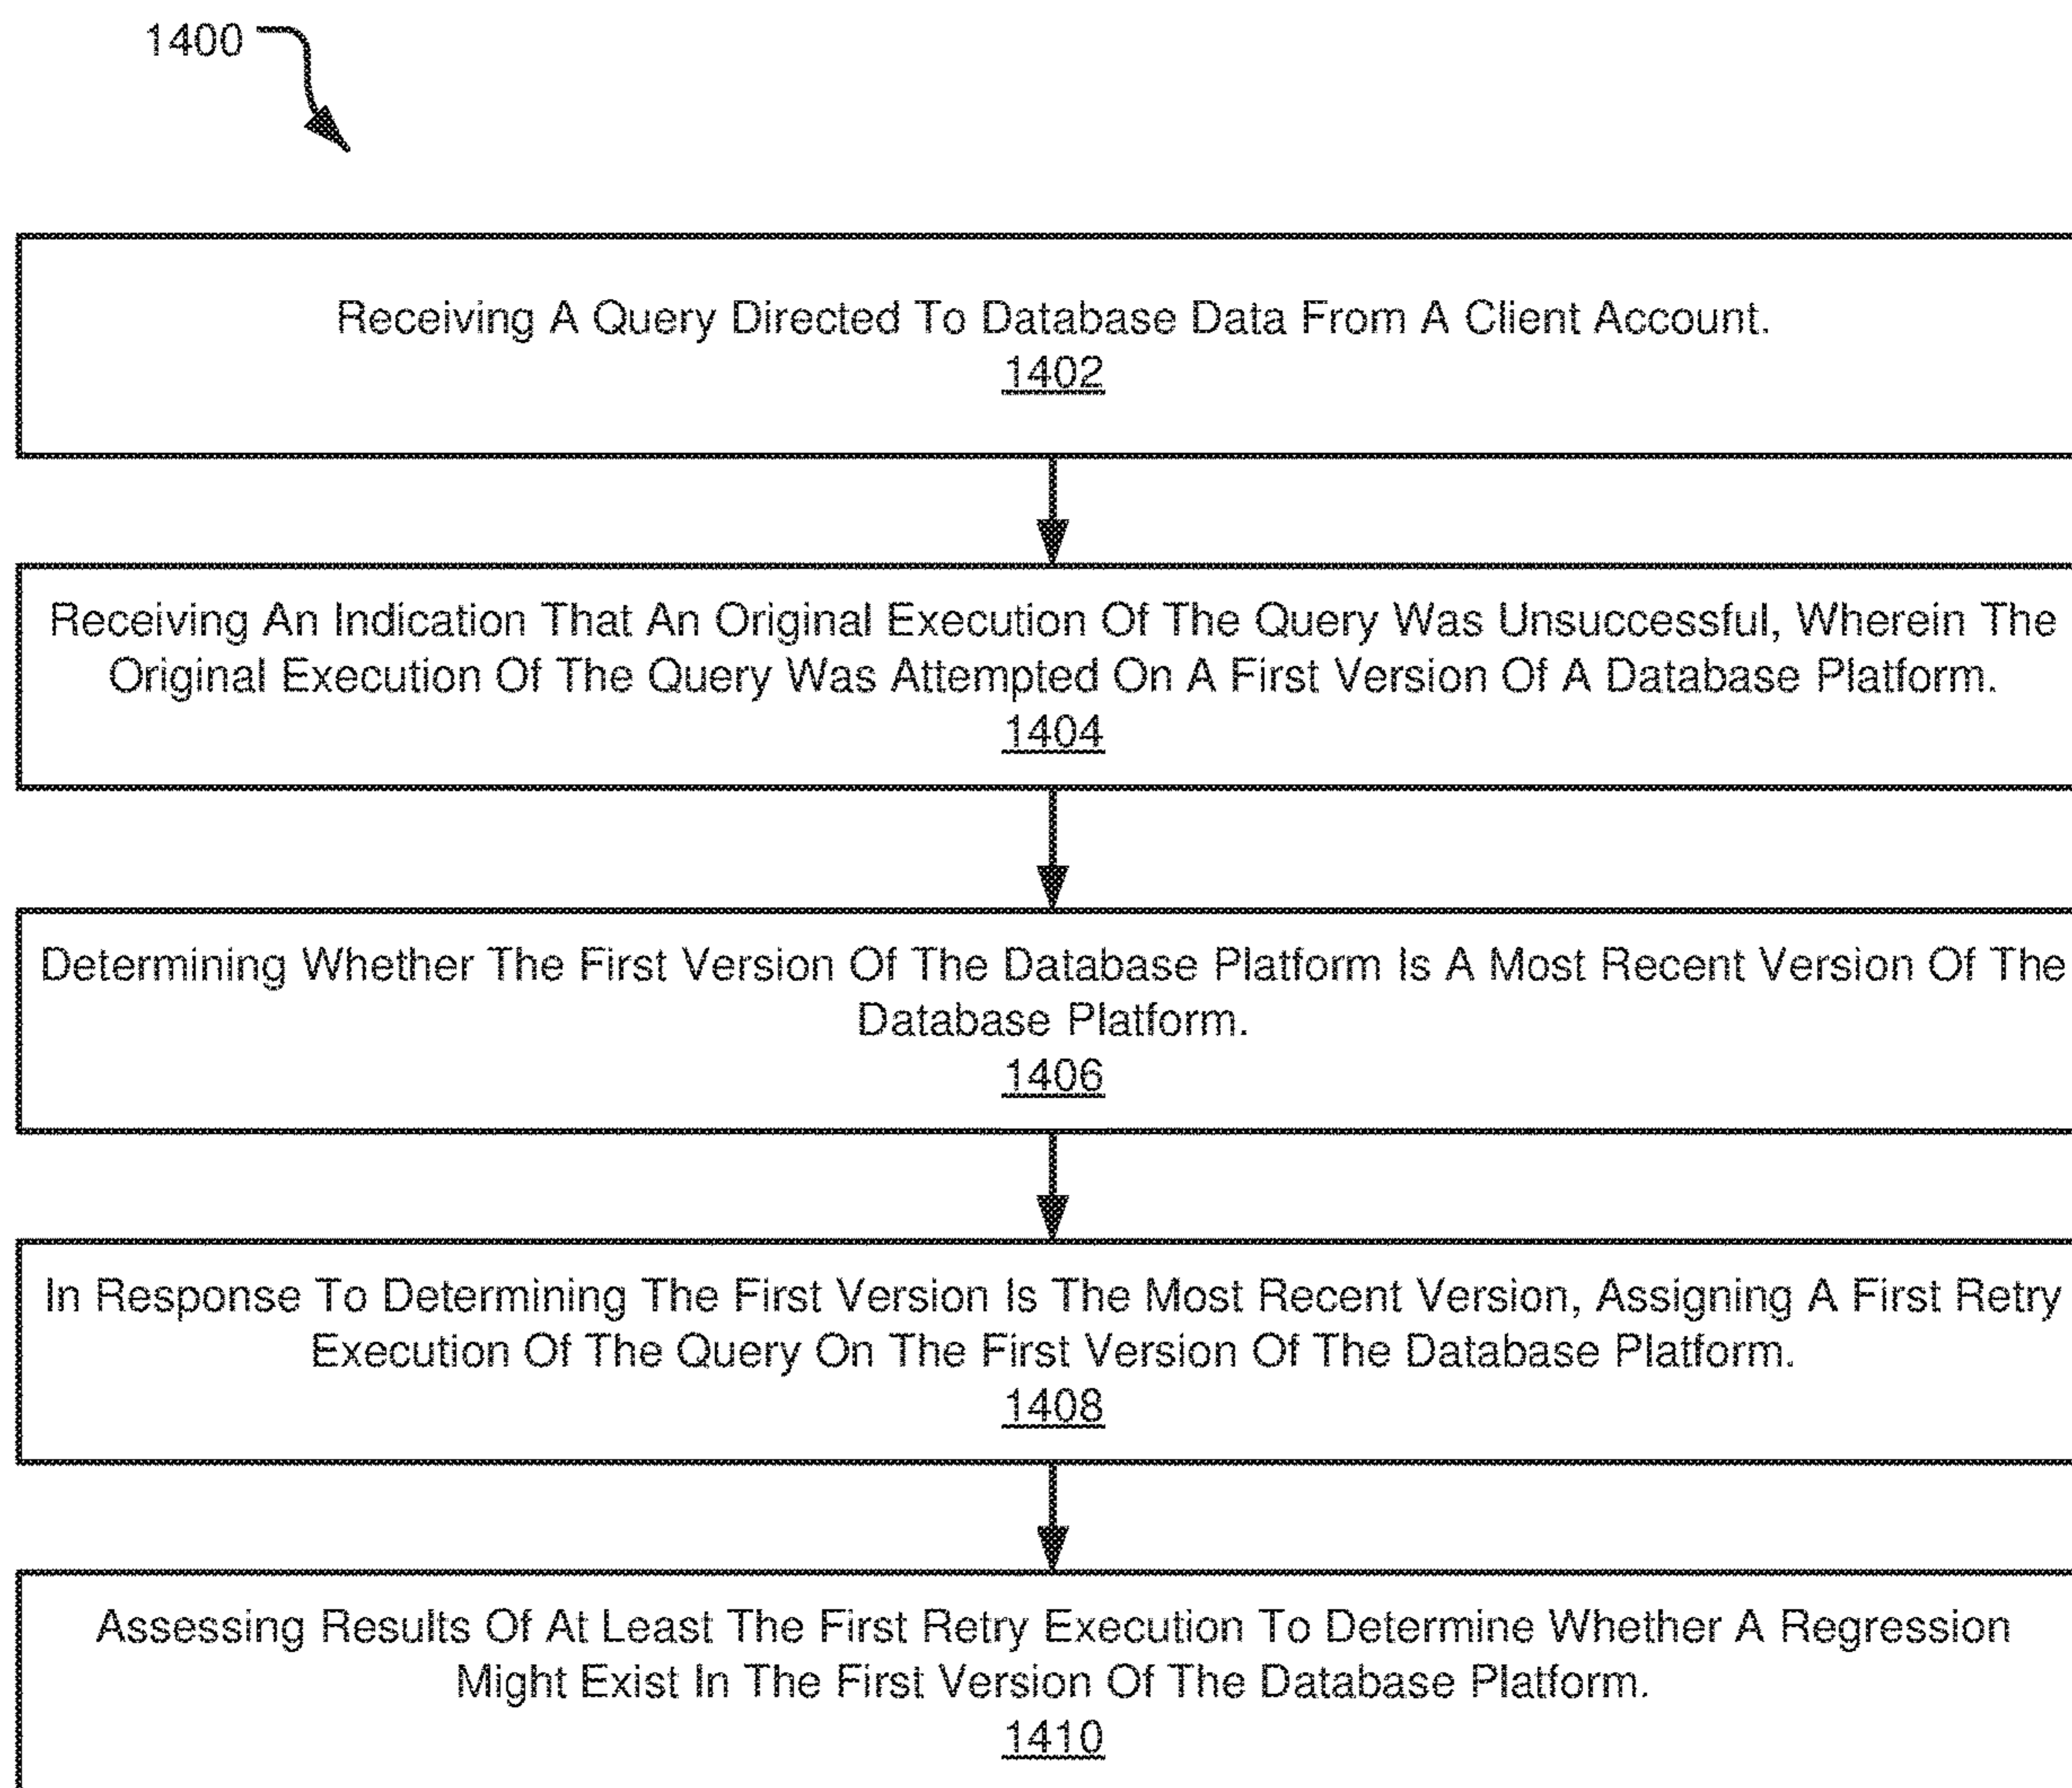 1400
Receiving A Query Directed To Database Data From A Client Account.
1402
Receiving An Indication That An Original Execution Of The Query Was Unsuccessful, Wherein The
Original Execution Of The Query Was Attempted On A First Version Of A Database Platform.
1404
Determining Whether The First Version Of The Database Platform Is A Most Recent Version Of The
Database Platform.
1406
In Response To Determining The First Version Is The Most Recent Version, Assigning A First Retry
Execution Of The Query On The First Version Of The Database Platform.
1408
Assessing Results Of At Least The First Retry Execution To Determine Whether A Regression
Might Exist In The First Version Of The Database Platform.
1410